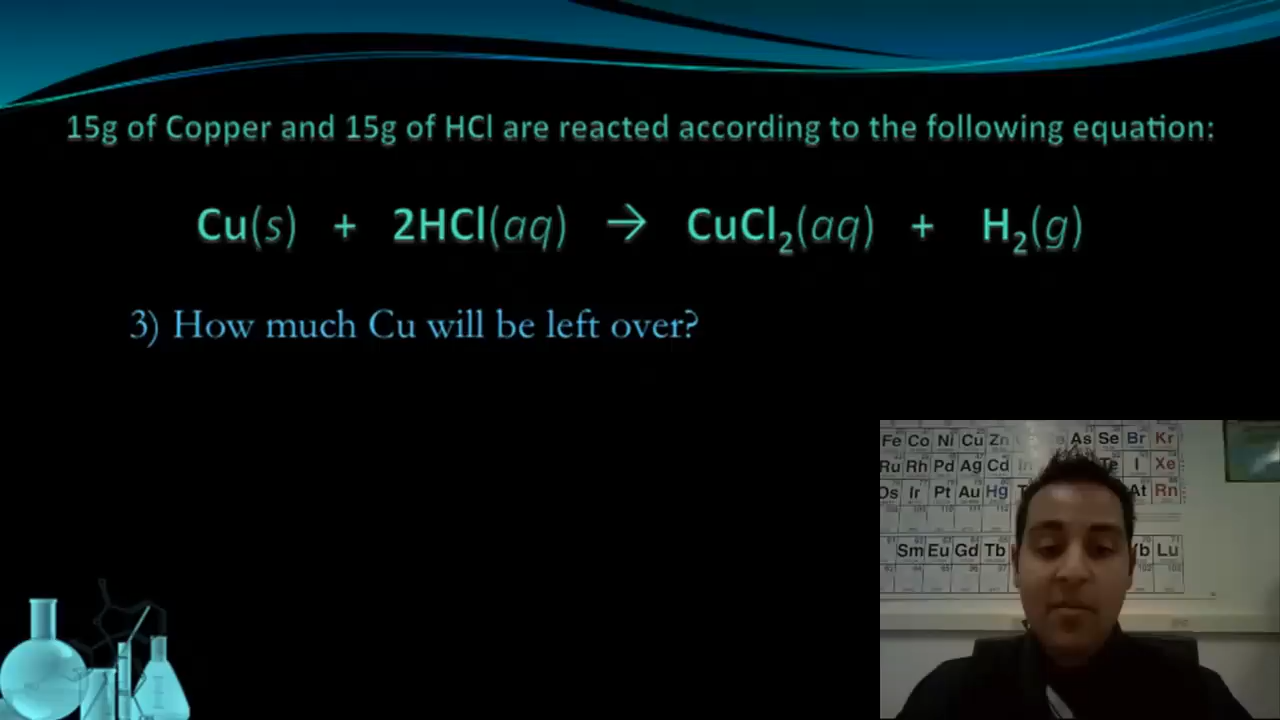 15g of Copper and 15g of HCl are reacted according to the following equation:
Cu(s) + 2HCl(aq) → CuCl₂(aq) + H₂(g)
3) How much Cu will be left over?
Fe Co Ni Cu Zn As Se Br Kr
Ru Rh Pd Ag Cd In Te I Xe
Os Ir Pt Au Hg At Rn
Sm Eu Gd Tb Yb Lu